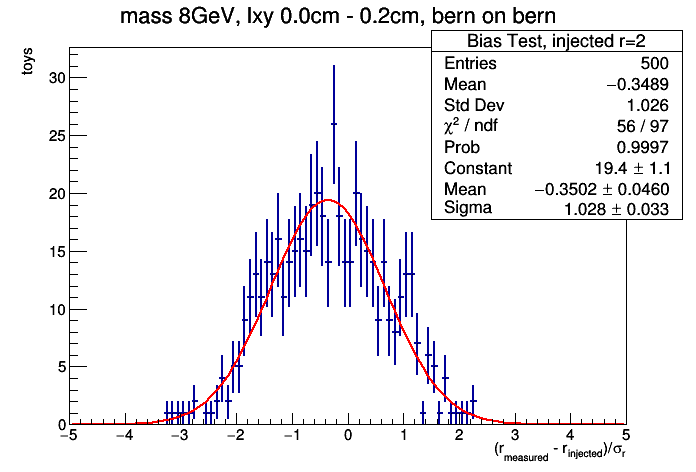 mass 8GeV, lxy 0.0cm - 0.2cm, bern on bern
Bias Test, injected r=2
Entries 500
Mean −0.3489
Std Dev 1.026
χ² / ndf 56 / 97
Prob 0.9997
Constant 19.4 ± 1.1
Mean −0.3502 ± 0.0460
Sigma 1.028 ± 0.033
toys
30
25
20
15
10
5
0
−5 −4 −3 −2 −1 0 1 2 3 4 5
(r_measured - r_injected)/σ_r